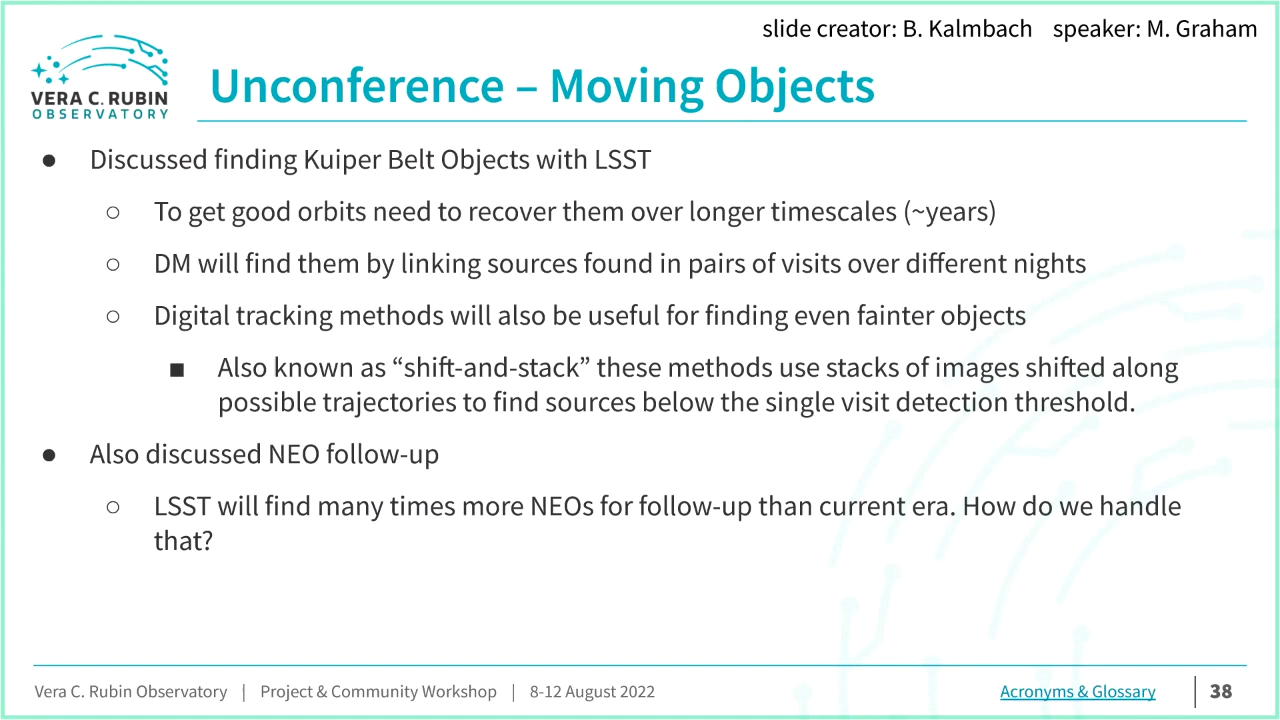 slide creator: B. Kalmbach speaker: M. Graham
VERA C. RUBIN
OBSERVATORY
Unconference – Moving Objects
● Discussed finding Kuiper Belt Objects with LSST
○ To get good orbits need to recover them over longer timescales (~years)
○ DM will find them by linking sources found in pairs of visits over different nights
○ Digital tracking methods will also be useful for finding even fainter objects
■ Also known as “shift-and-stack” these methods use stacks of images shifted along
possible trajectories to find sources below the single visit detection threshold.
● Also discussed NEO follow-up
○ LSST will find many times more NEOs for follow-up than current era. How do we handle
that?
Vera C. Rubin Observatory | Project & Community Workshop | 8-12 August 2022 Acronyms & Glossary | 38